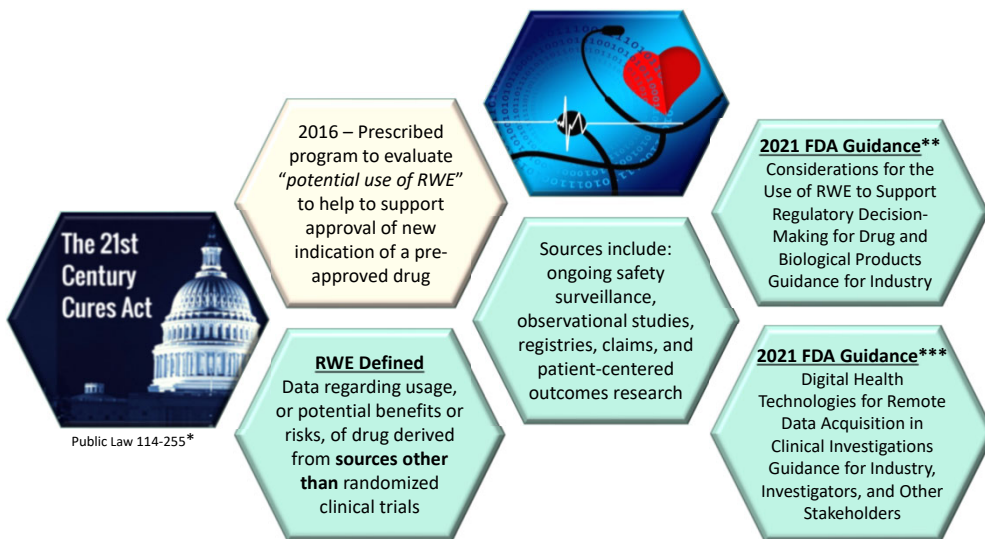 The 21st
Century
Cures Act
Public Law 114-255*
2016 – Prescribed
program to evaluate
“potential use of RWE”
to help to support
approval of new
indication of a pre-
approved drug
RWE Defined
Data regarding usage,
or potential benefits or
risks, of drug derived
from sources other
than randomized
clinical trials
Sources include:
ongoing safety
surveillance,
observational studies,
registries, claims, and
patient-centered
outcomes research
2021 FDA Guidance**
Considerations for the
Use of RWE to Support
Regulatory Decision-
Making for Drug and
Biological Products
Guidance for Industry
2021 FDA Guidance***
Digital Health
Technologies for Remote
Data Acquisition in
Clinical Investigations
Guidance for Industry,
Investigators, and Other
Stakeholders